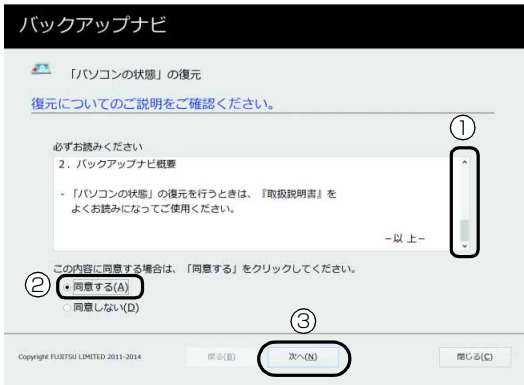 バックアップナビ
「パソコンの状態」の復元
復元についてのご説明をご確認ください。
①
必ずお読みください
２．バックアップナビ概要
- 「パソコンの状態」の復元を行うときは、『取扱説明書』を
よくお読みになってご使用ください。
－以 上－
この内容に同意する場合は、「同意する」をクリックしてください。
② 同意する(A)
同意しない(D)
③
Copyright FUJITSU LIMITED 2011-2014 戻る(B) 次へ(N) 閉じる(C)